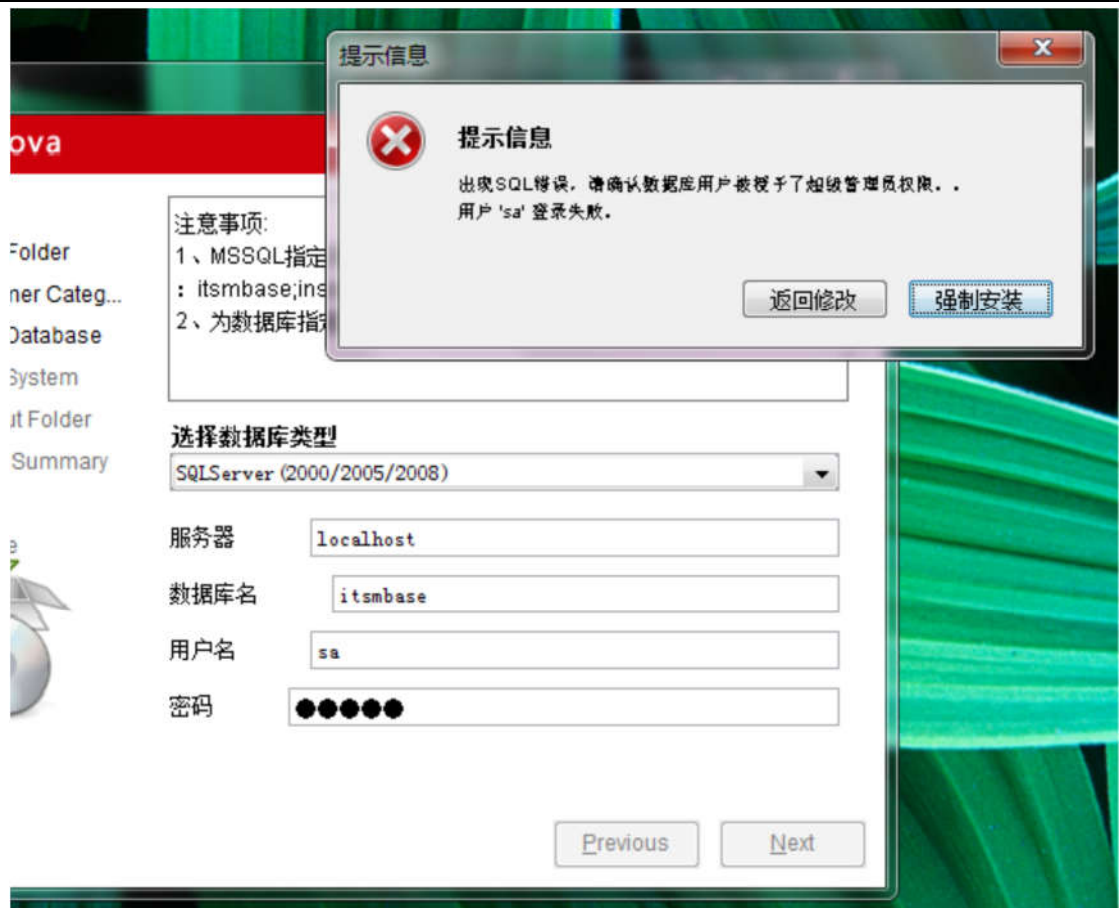 提示信息
ova
提示信息
出现SQL错误，请确认数据库用户被授予了超级管理员权限．．
用户 'sa' 登录失败．
返回修改
强制安装
注意事项:
1、MSSQL指定
：itsmbase;ins
2、为数据库指定
Folder
ner Categ...
Database
System
ut Folder
Summary
选择数据库类型
SQLServer(2000/2005/2008)
服务器
localhost
数据库名
itsmbase
用户名
sa
密码
●●●●●
Previous
Next